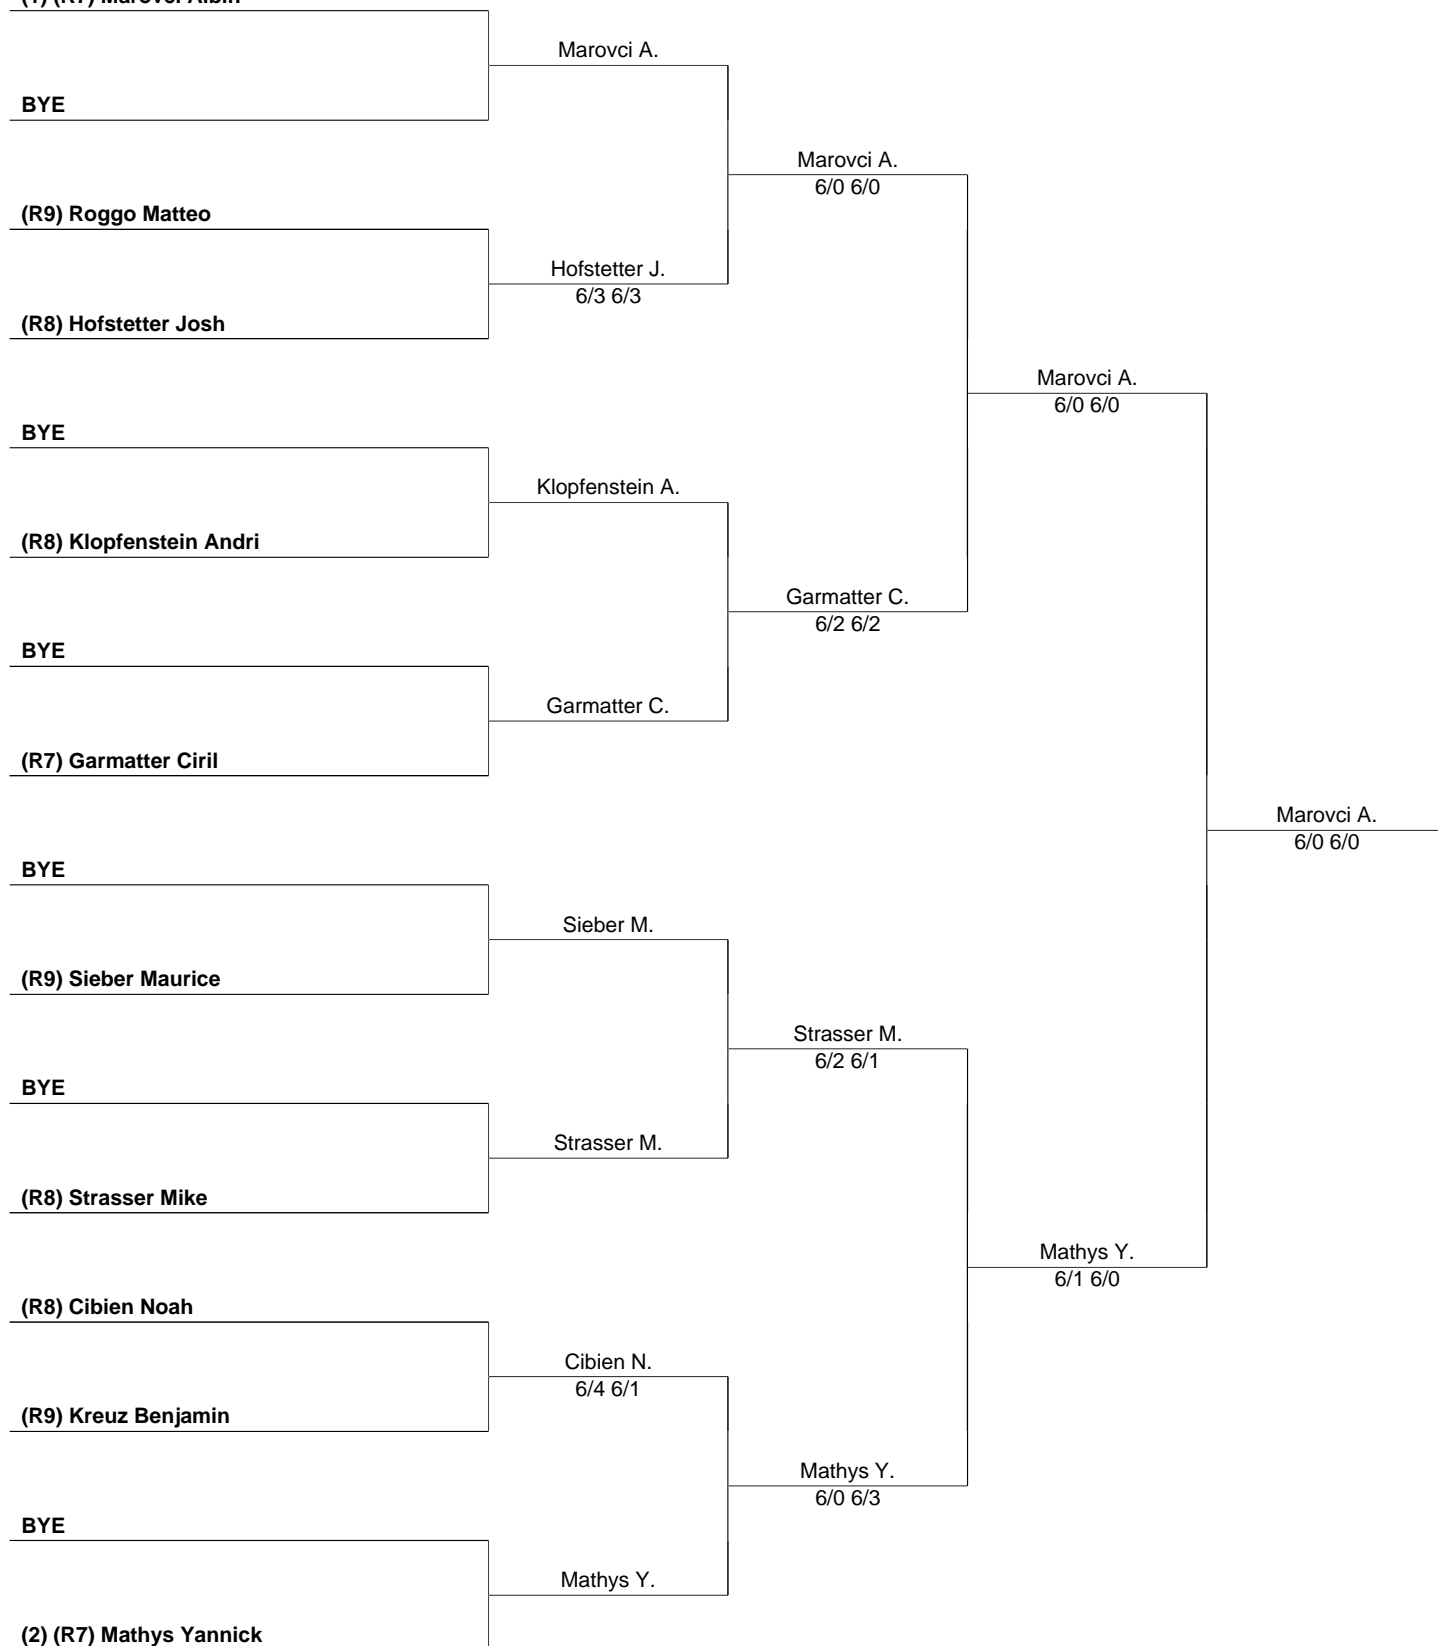 (1) (R7) Marovci Albin
Marovci A.
BYE
Marovci A.
6/0 6/0
(R9) Roggo Matteo
Hofstetter J.
6/3 6/3
(R8) Hofstetter Josh
Marovci A.
6/0 6/0
BYE
Klopfenstein A.
(R8) Klopfenstein Andri
Garmatter C.
6/2 6/2
BYE
Garmatter C.
(R7) Garmatter Ciril
Marovci A.
6/0 6/0
BYE
Sieber M.
(R9) Sieber Maurice
Strasser M.
6/2 6/1
BYE
Strasser M.
(R8) Strasser Mike
Mathys Y.
6/1 6/0
(R8) Cibien Noah
Cibien N.
6/4 6/1
(R9) Kreuz Benjamin
Mathys Y.
6/0 6/3
BYE
Mathys Y.
(2) (R7) Mathys Yannick